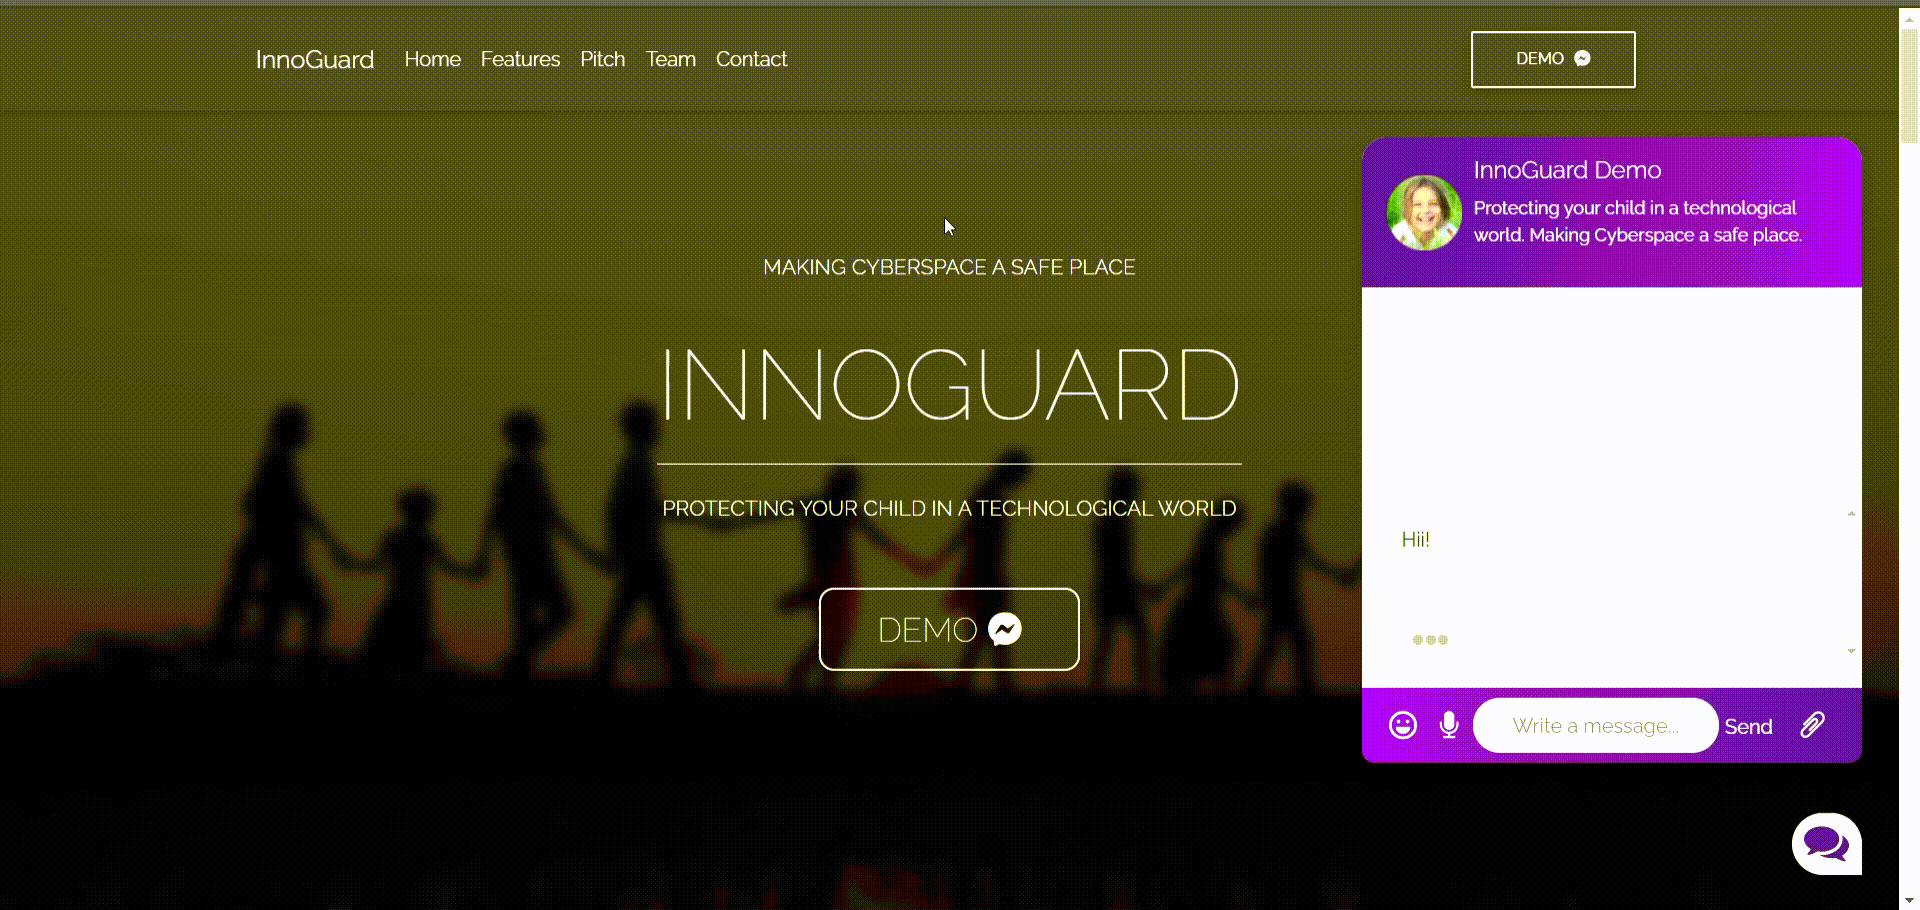 InnoGuard Home Features Pitch Team Contact DEMO
MAKING CYBERSPACE A SAFE PLACE
INNOGUARD
PROTECTING YOUR CHILD IN A TECHNOLOGICAL WORLD
DEMO
InnoGuard Demo
Protecting your child in a technological
world. Making Cyberspace a safe place.
Hii!
Write a message... Send